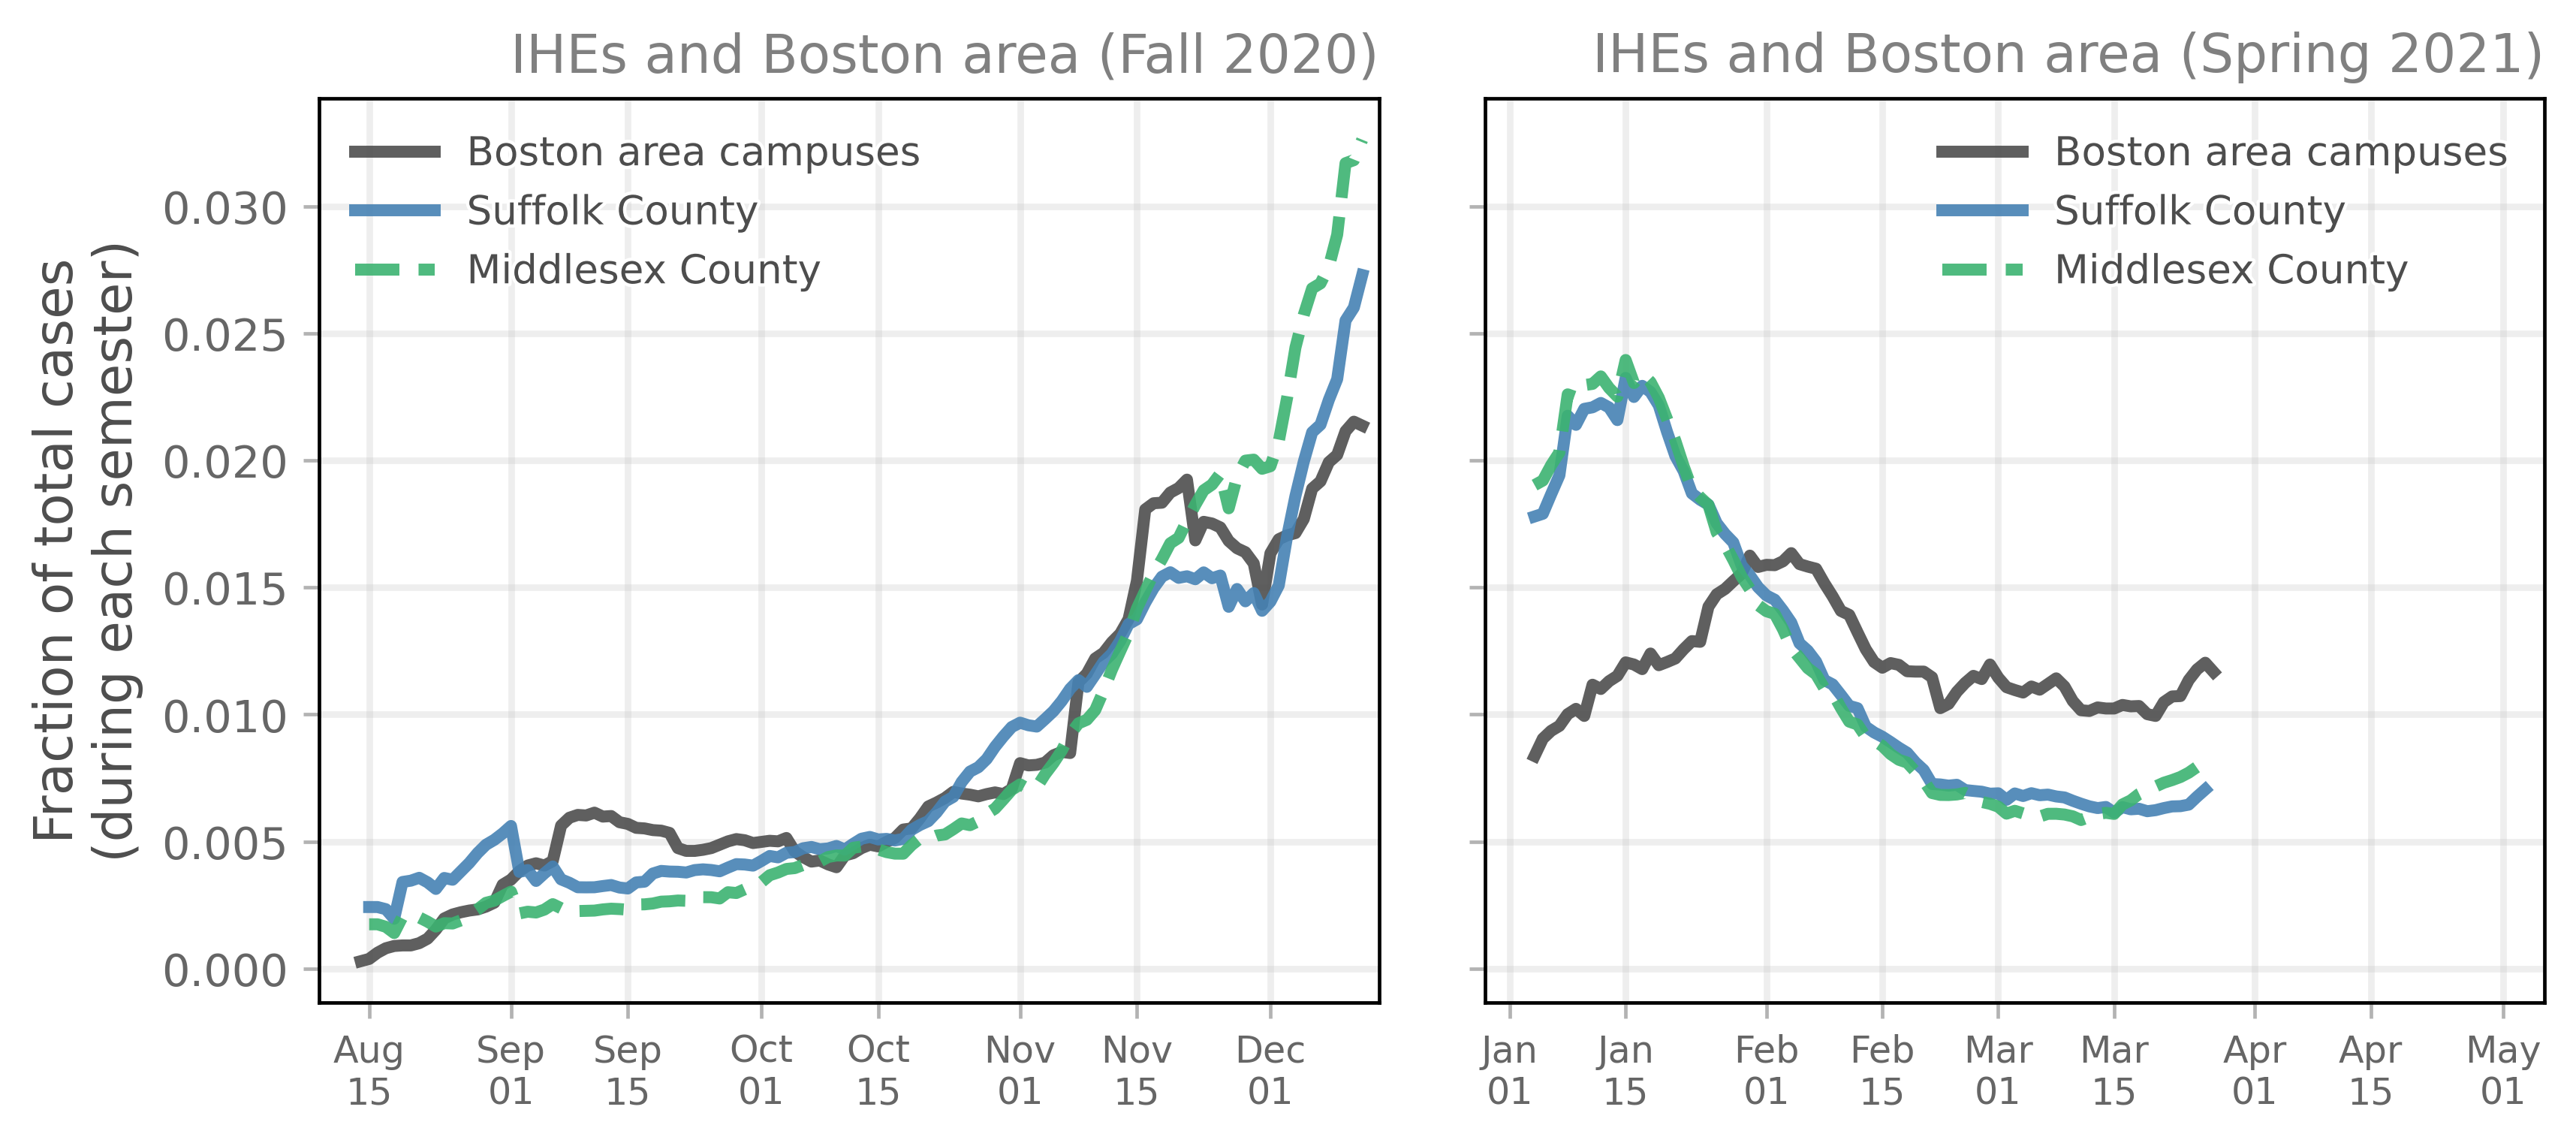 IHEs and Boston area (Fall 2020)
Boston area campuses
Suffolk County
Middlesex County
Fraction of total cases
(during each semester)
0.030
0.025
0.020
0.015
0.010
0.005
0.000
Aug Sep Sep Oct Oct Nov Nov Dec
15 01 15 01 15 01 15 01
IHEs and Boston area (Spring 2021)
Boston area campuses
Suffolk County
Middlesex County
Jan Jan Feb Feb Mar Mar Apr Apr May
01 15 01 15 01 15 01 15 01